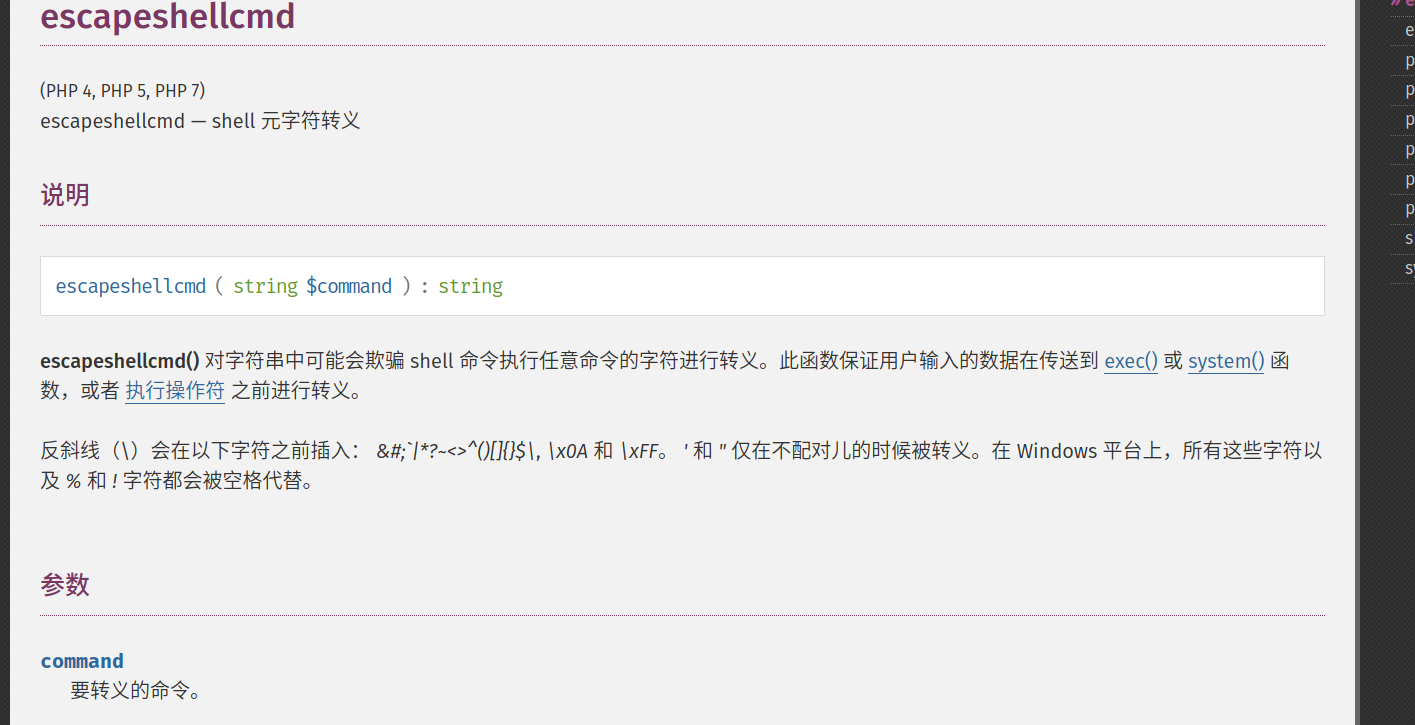 escapeshellcmd
(PHP 4, PHP 5, PHP 7)
escapeshellcmd — shell 元字符转义
说明
escapeshellcmd ( string $command ) : string
escapeshellcmd() 对字符串中可能会欺骗 shell 命令执行任意命令的字符进行转义。此函数保证用户输入的数据在传送到 exec() 或 system() 函
数，或者 执行操作符 之前进行转义。
反斜线（\）会在以下字符之前插入： &#;`|*?~<>^()[]{}$\, \x0A 和 \xFF。 ' 和 " 仅在不配对儿的时候被转义。在 Windows 平台上，所有这些字符以
及 % 和 ! 字符都会被空格代替。
参数
command
要转义的命令。